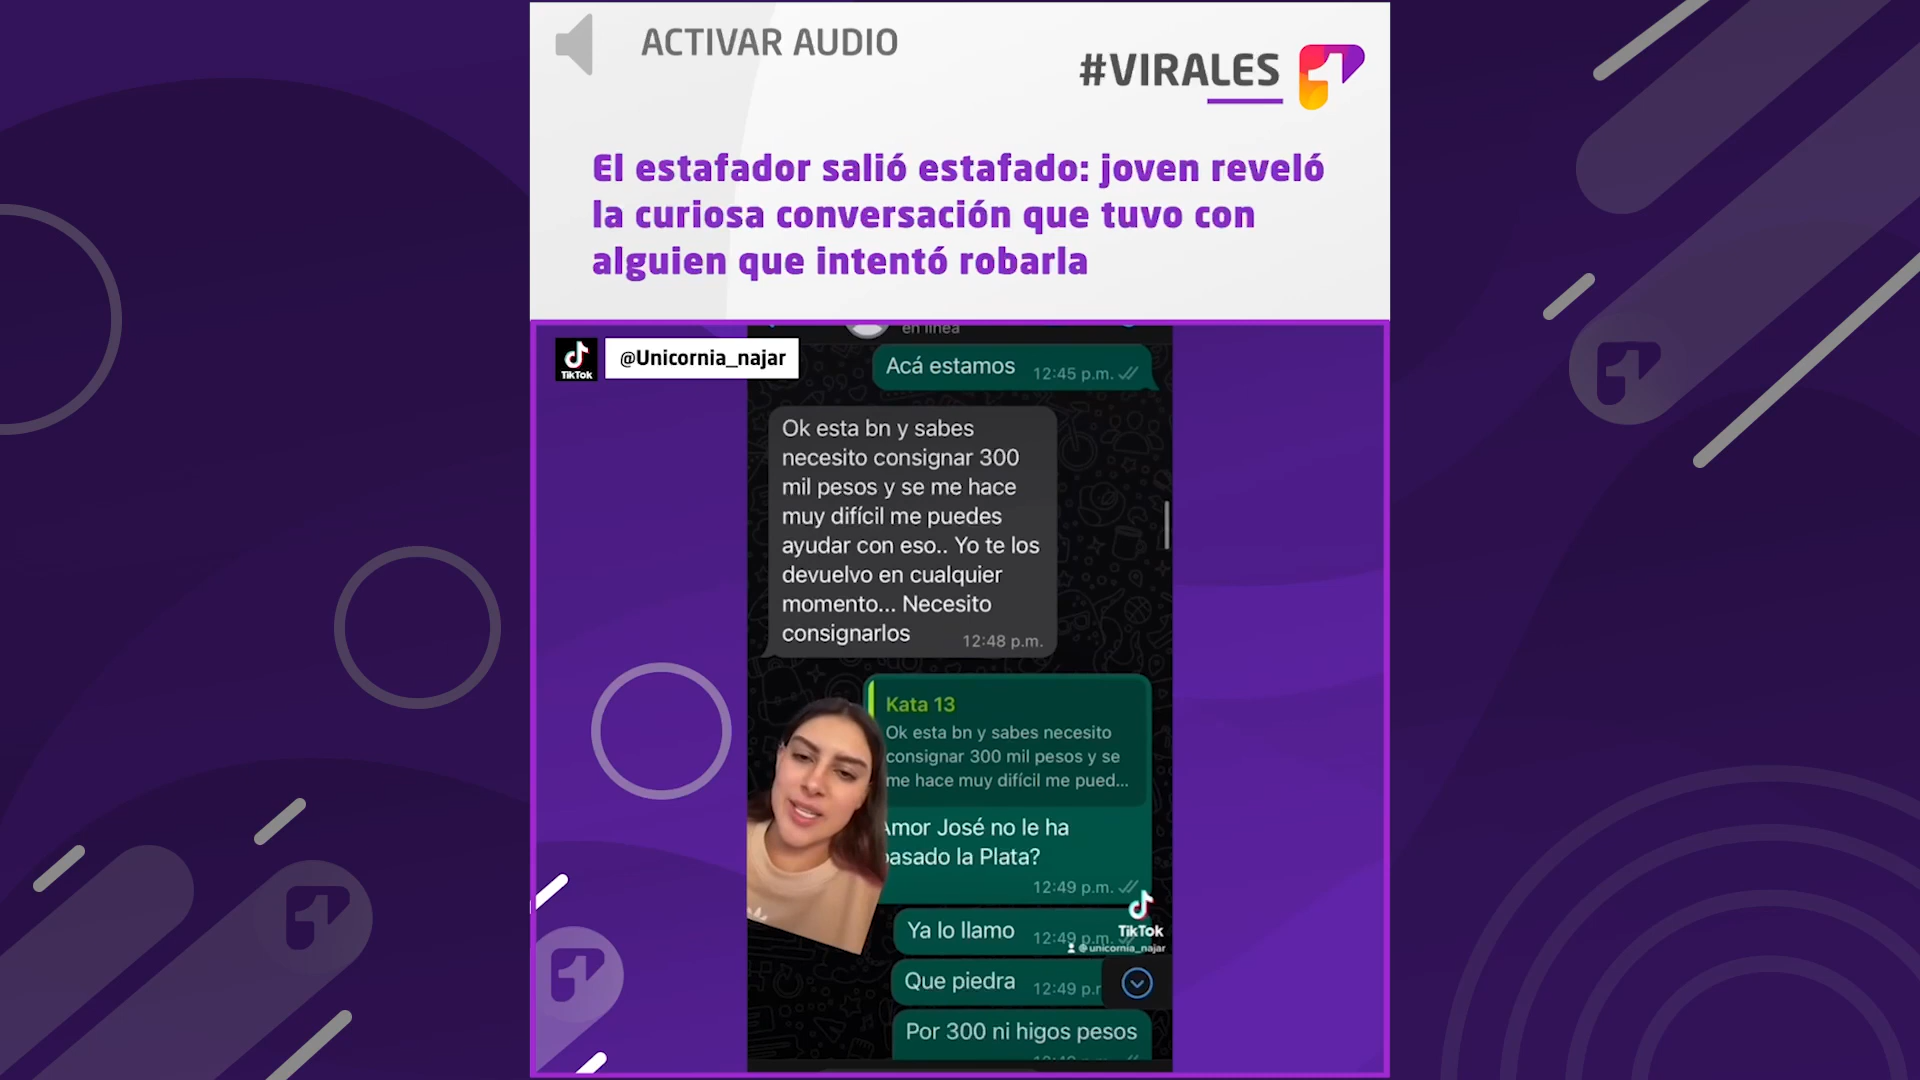 ACTIVAR AUDIO
#VIRALES
El estafador salió estafado: joven reveló
la curiosa conversación que tuvo con
alguien que intentó robarla
TikTok
@Unicornia_najar
en línea
Acá estamos 12:45 p.m.
Ok esta bn y sabes
necesito consignar 300
mil pesos y se me hace
muy difícil me puedes
ayudar con eso.. Yo te los
devuelvo en cualquier
momento... Necesito
consignarlos 12:48 p.m.
Kata 13
Ok esta bn y sabes necesito
consignar 300 mil pesos y se
me hace muy difícil me pued...
Amor José no le ha
pasado la Plata?
12:49 p.m.
Ya lo llamo 12:49 p.m.
TikTok
@unicornia_najar
Que piedra 12:49 p.
Por 300 ni higos pesos